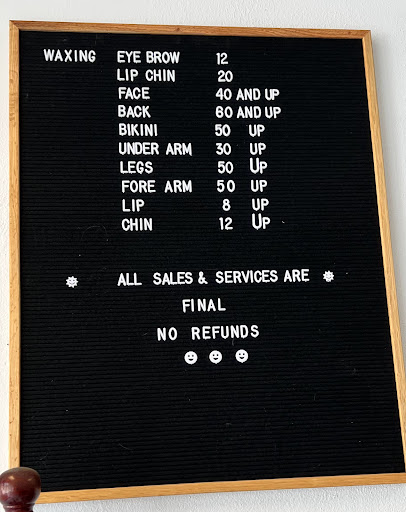 WAXING EYE BROW 12
LIP CHIN 20
FACE 40 AND UP
BACK 60 AND UP
BIKINI 50 UP
UNDER ARM 30 UP
LEGS 50 UP
FORE ARM 50 UP
LIP 8 UP
CHIN 12 UP
ALL SALES & SERVICES ARE
FINAL
NO REFUNDS